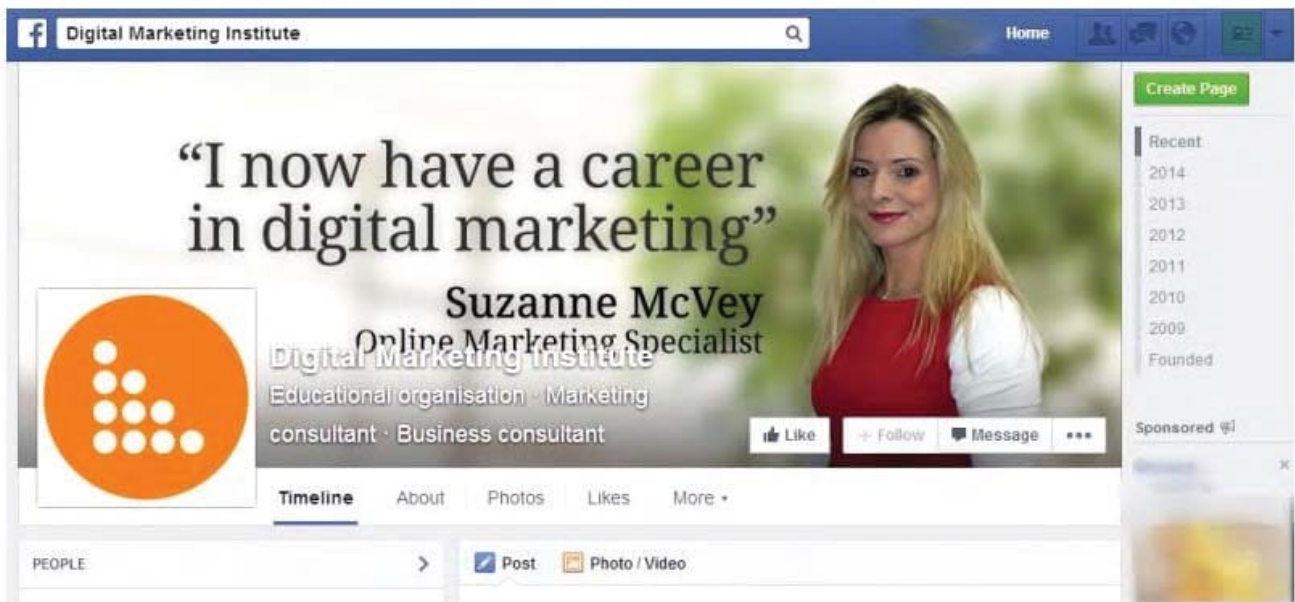 Digital Marketing Institute
Home
Create Page
Recent
2014
2013
2012
2011
2010
2009
Founded
“I now have a career
in digital marketing”
Suzanne McVey
Online Marketing Specialist
Digital Marketing Institute
Educational organisation · Marketing
consultant · Business consultant
Like
+ Follow
Message
Sponsored
Timeline
About
Photos
Likes
More
PEOPLE
Post
Photo / Video